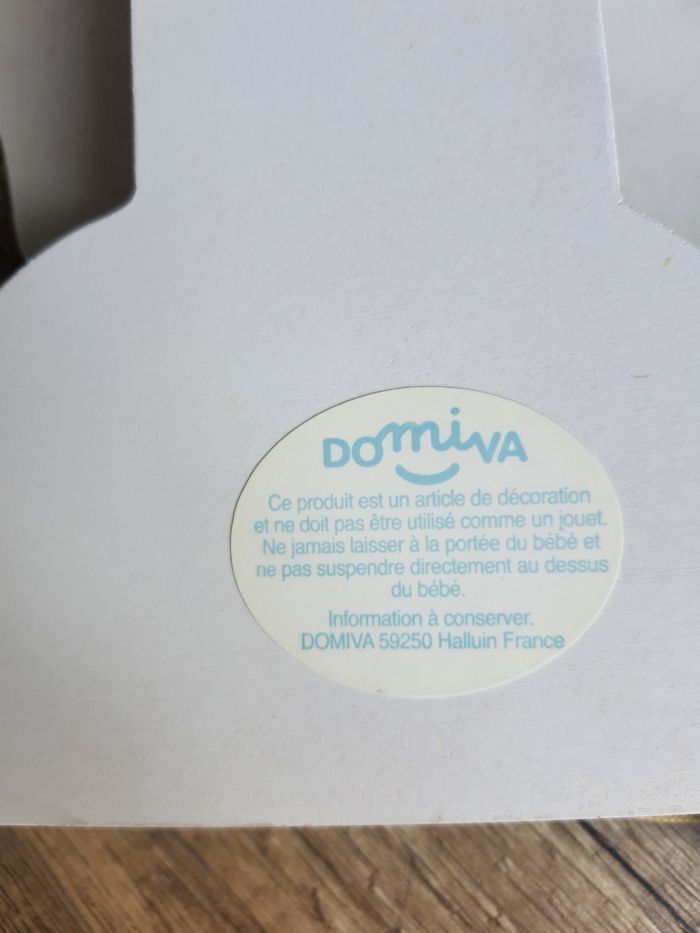 DOMIVA
Ce produit est un article de décoration
et ne doit pas être utilisé comme un jouet.
Ne jamais laisser à la portée du bébé et
ne pas suspendre directement au dessus
du bébé.
Information à conserver.
DOMIVA 59250 Halluin France